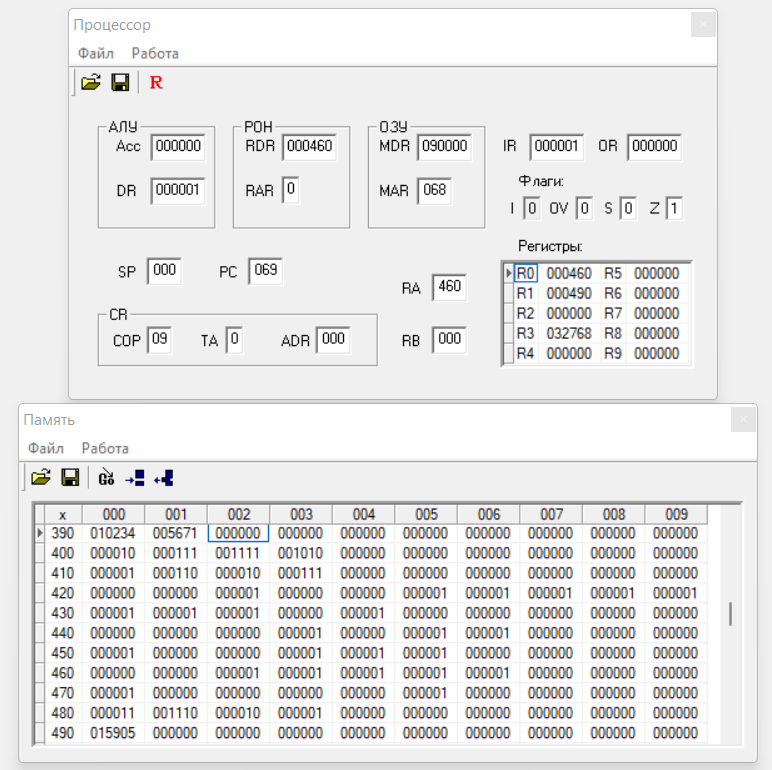 Процессор
Файл Работа
R
АЛУ РОН ОЗУ
Acc 000000 RDR 000460 MDR 090000 IR 000001 OR 000000
DR 000001 RAR 0 MAR 068
Флаги:
I 0 OV 0 S 0 Z 1
SP 000 PC 069
Регистры:
RA 460
R0 000460 R5 000000
R1 000490 R6 000000
R2 000000 R7 000000
R3 032768 R8 000000
R4 000000 R9 000000
CR
COP 09 TA 0 ADR 000 RB 000
Память
Файл Работа
Go
x 000 001 002 003 004 005 006 007 008 009
390 010234 005671 000000 000000 000000 000000 000000 000000 000000 000000
400 000010 000111 001111 001010 000000 000000 000000 000000 000000 000000
410 000001 000110 000010 000111 000000 000000 000000 000000 000000 000000
420 000000 000000 000001 000000 000000 000001 000001 000001 000001 000001
430 000001 000001 000001 000000 000001 000000 000000 000000 000000 000000
440 000000 000000 000000 000001 000000 000001 000001 000000 000000 000000
450 000001 000000 000000 000001 000001 000001 000000 000000 000000 000000
460 000000 000000 000001 000001 000001 000001 000001 000000 000000 000000
470 000001 000000 000000 000000 000000 000001 000000 000000 000000 000000
480 000011 001110 000010 000001 000000 000000 000000 000000 000000 000000
490 015905 000000 000000 000000 000000 000000 000000 000000 000000 000000